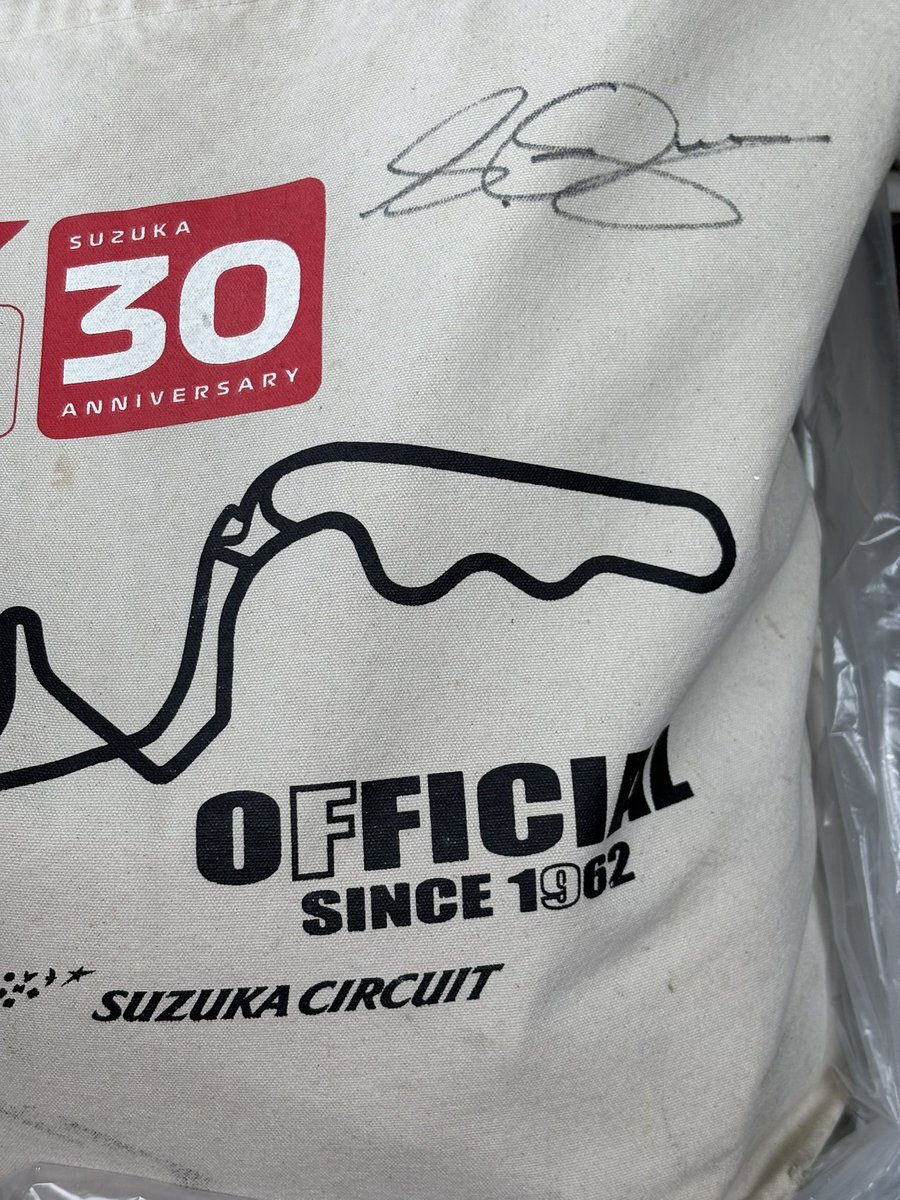 SUZUKA
30
ANNIVERSARY
OFFICIAL
SINCE 1962
SUZUKA CIRCUIT